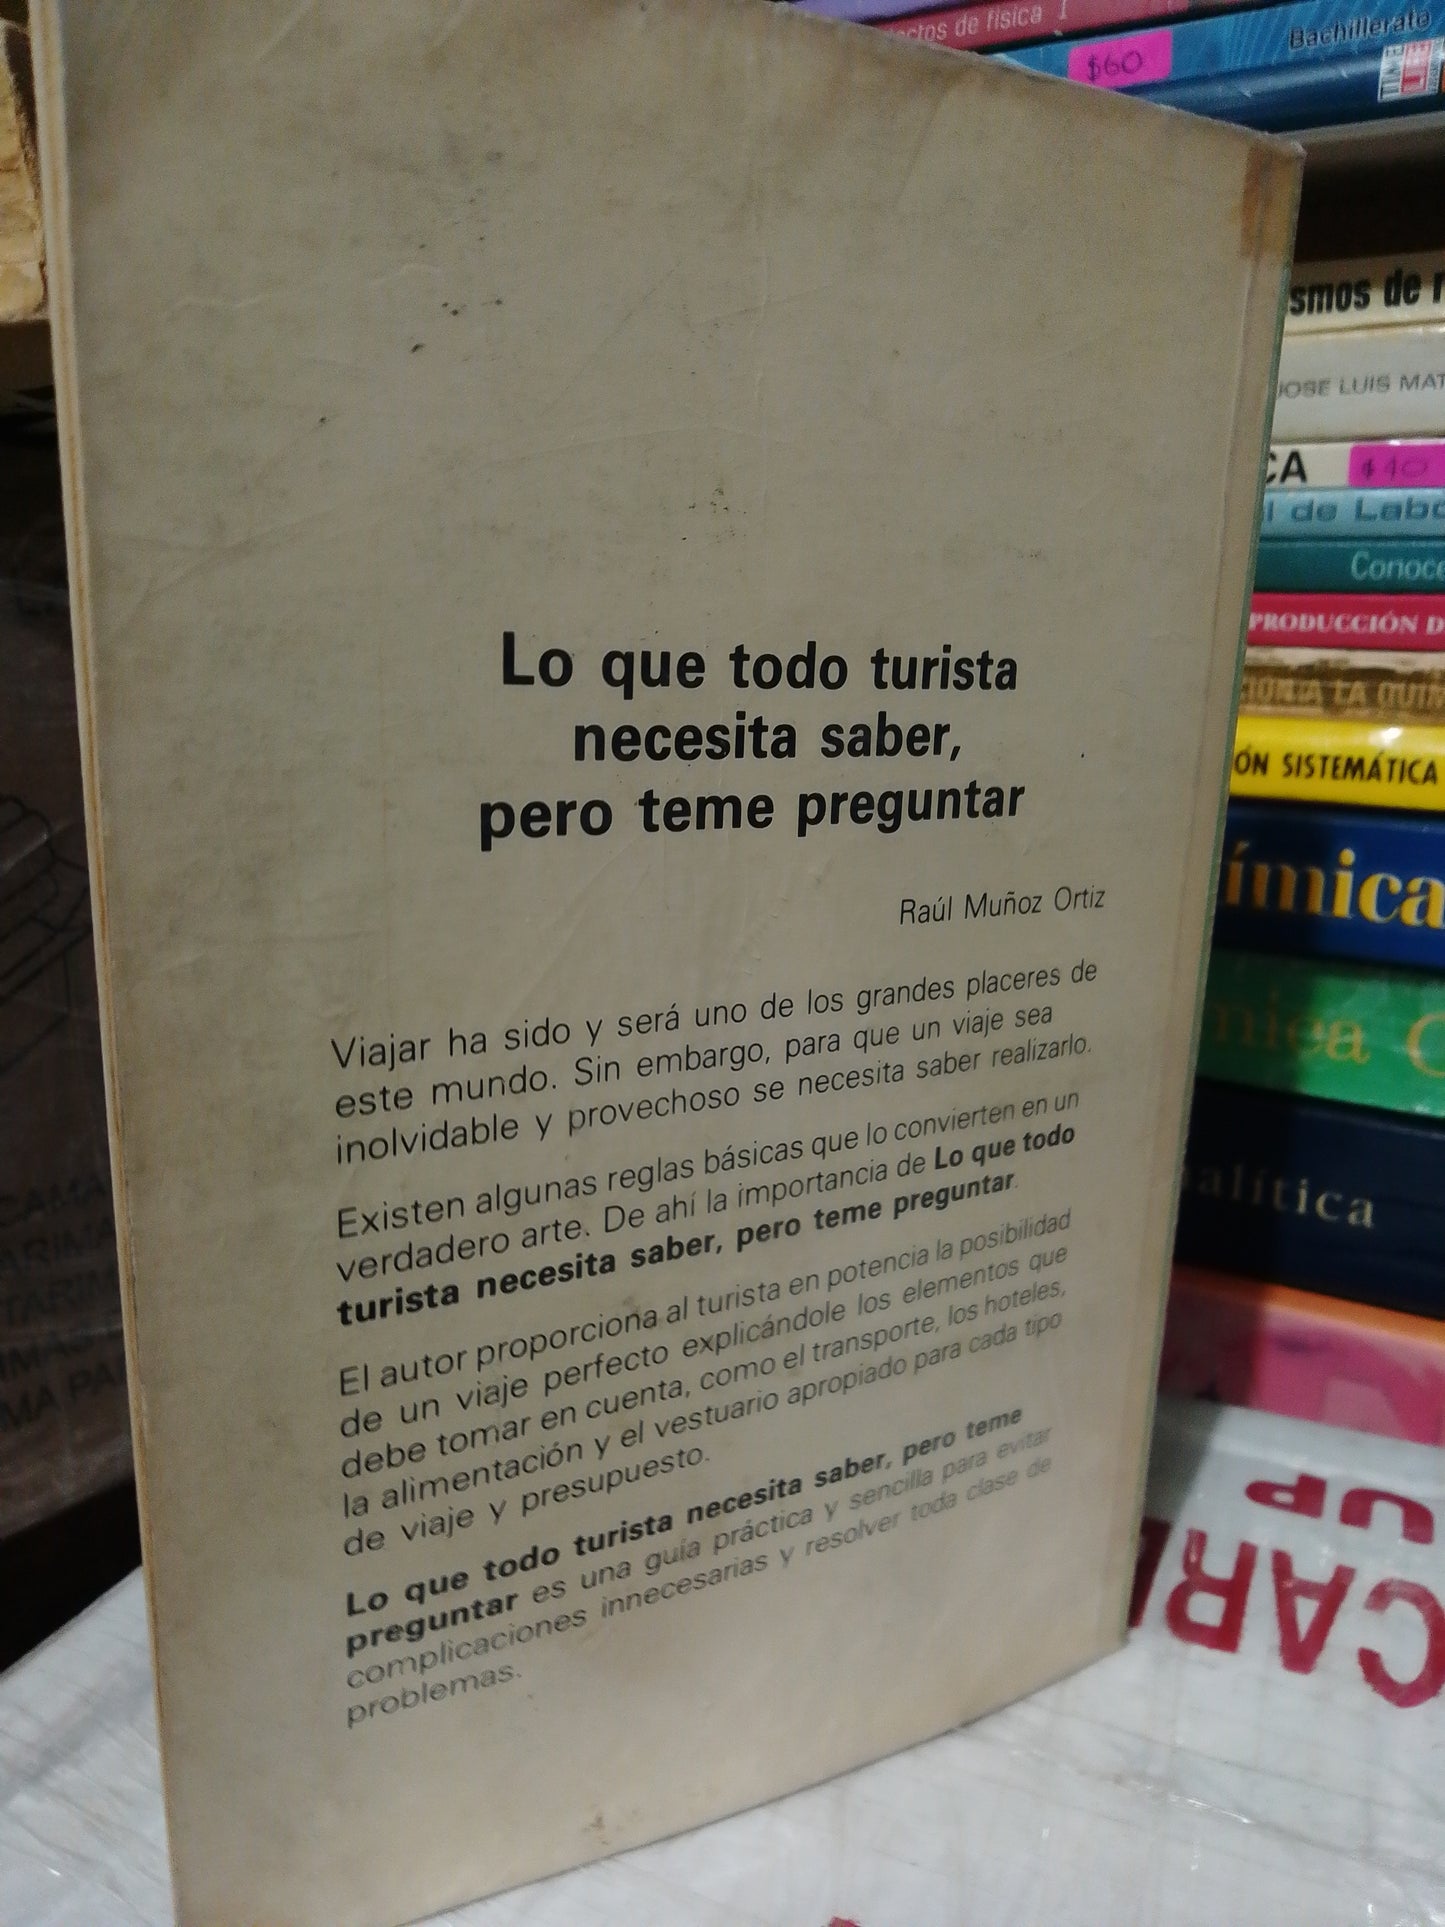 Lo que todo turista
necesita saber,
pero teme preguntar
Raúl Muñoz Ortiz
Viajar ha sido y será uno de los grandes placeres de
este mundo. Sin embargo, para que un viaje sea
inolvidable y provechoso se necesita saber realizarlo.
Existen algunas reglas básicas que lo convierten en un
verdadero arte. De ahí la importancia de Lo que todo
turista necesita saber, pero teme preguntar.
El autor proporciona al turista en potencia la posibilidad
de un viaje perfecto explicándole los elementos que
debe tomar en cuenta, como el transporte, los hoteles,
la alimentación y el vestuario apropiado para cada tipo
de viaje y presupuesto.
Lo que todo turista necesita saber, pero teme
preguntar es una guía práctica y sencilla para evitar
complicaciones innecesarias y resolver toda clase de
problemas.
de física I
$60
Bachillerato
smos de
JOSE LUIS MAT
CA
$40
l de Labo
Conoce
PRODUCCIÓN D
LA QUIM
ÓN SISTEMÁTICA
ímica
mica
alítica
UP
CAR